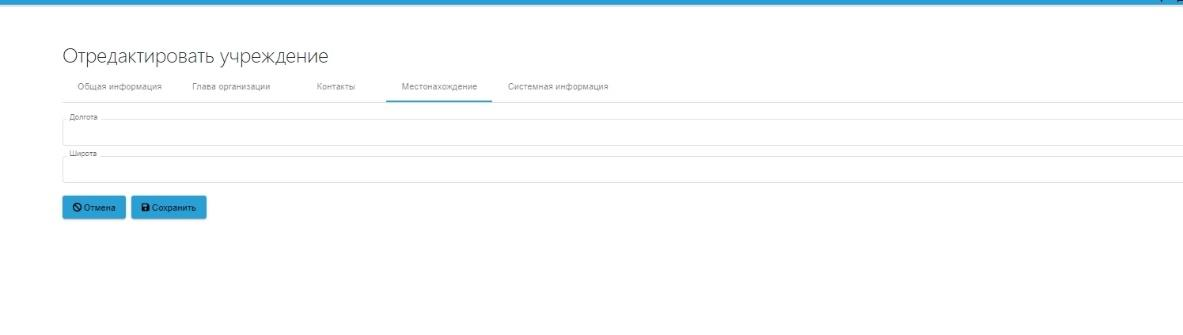 Отредактировать учреждение
Общая информация Глава организации Контакты Местонахождение Системная информация
Долгота
Широта
Отмена Сохранить